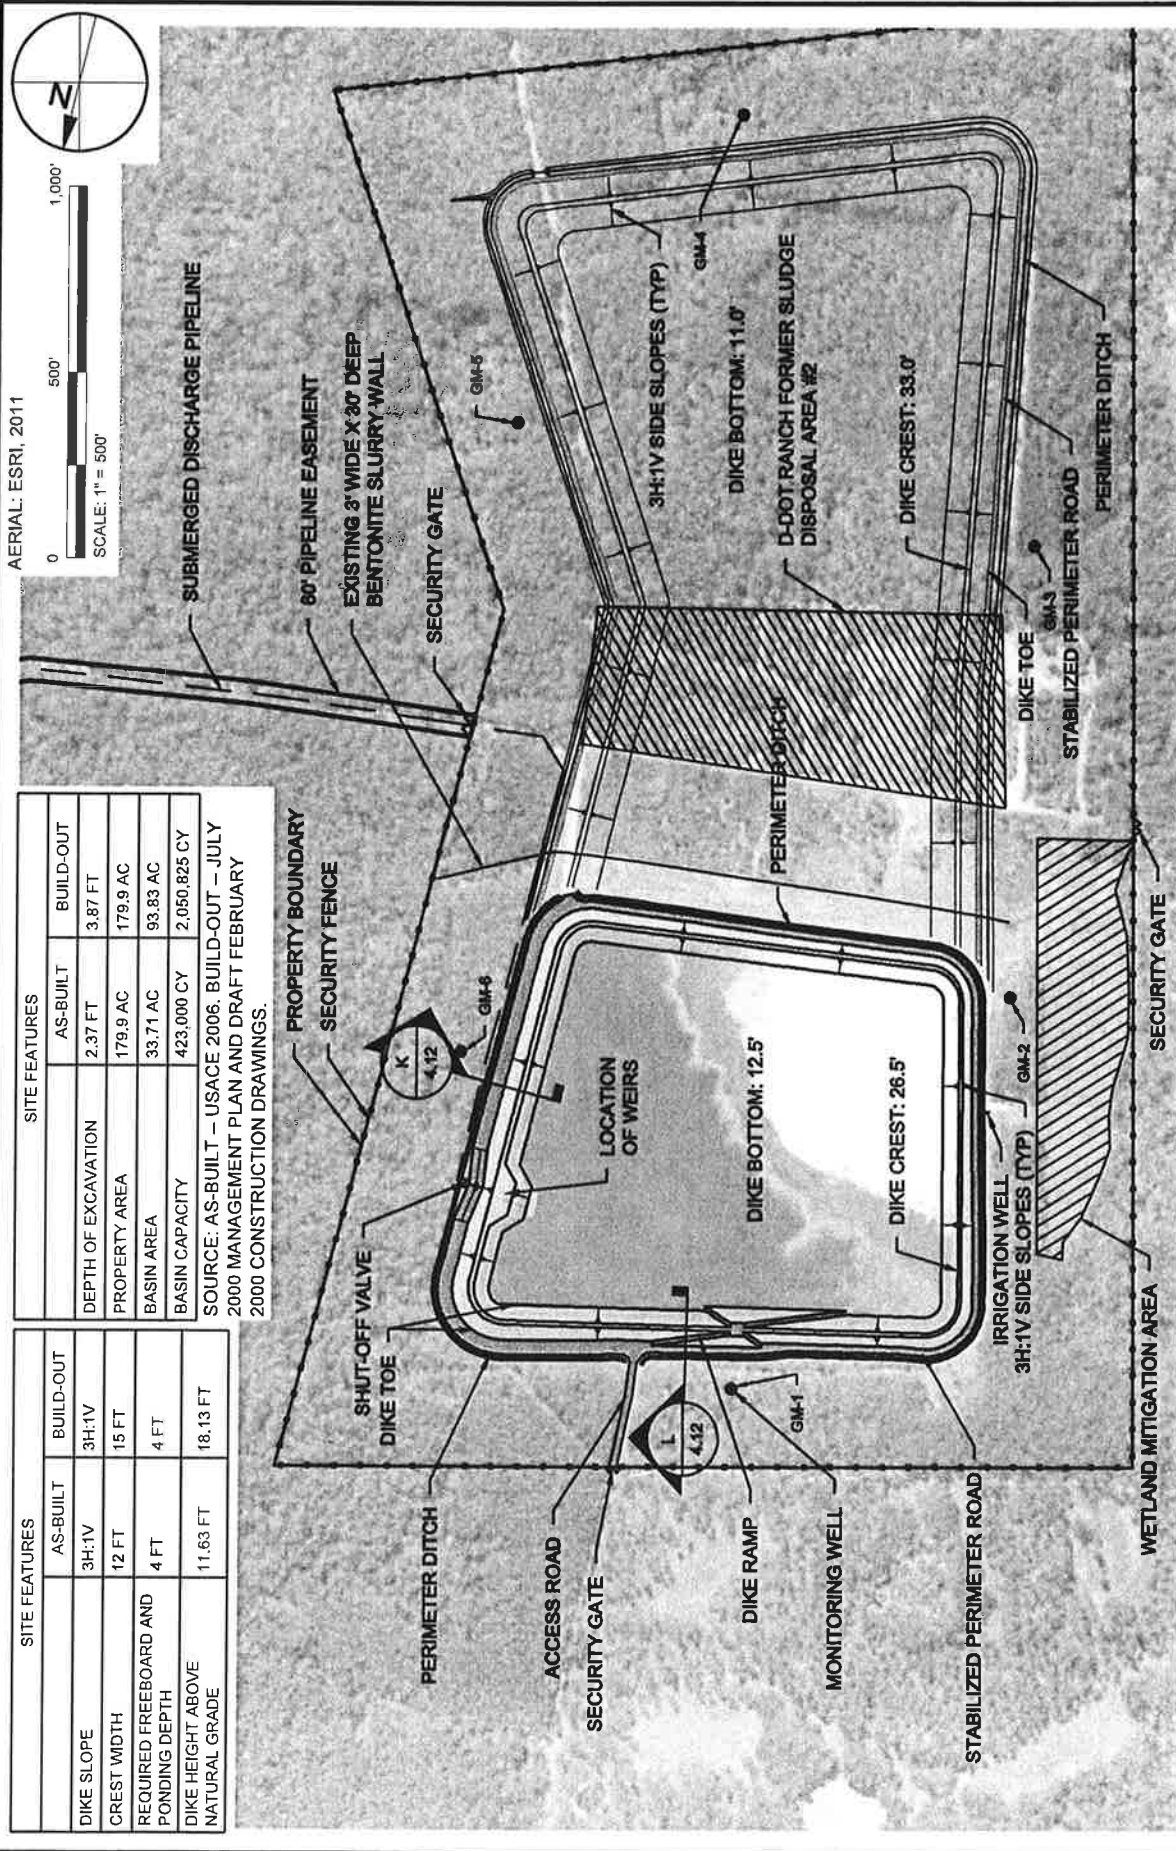 SITE FEATURES
AS-BUILT BUILD-OUT
DIKE SLOPE 3H:1V 3H:1V
CREST WIDTH 12 FT 15 FT
REQUIRED FREEBOARD AND
PONDING DEPTH 4 FT 4 FT
DIKE HEIGHT ABOVE
NATURAL GRADE 11.63 FT 18.13 FT
SITE FEATURES
AS-BUILT BUILD-OUT
DEPTH OF EXCAVATION 2.37 FT 3.87 FT
PROPERTY AREA 179.9 AC 179.9 AC
BASIN AREA 33.71 AC 93.83 AC
BASIN CAPACITY 423,000 CY 2,050,825 CY
SOURCE: AS-BUILT – USACE 2006. BUILD-OUT – JULY
2000 MANAGEMENT PLAN AND DRAFT FEBRUARY
2000 CONSTRUCTION DRAWINGS.
AERIAL: ESRI, 2011
0 500' 1,000'
SCALE: 1" = 500'
N
SUBMERGED DISCHARGE PIPELINE
60' PIPELINE EASEMENT
EXISTING 3' WIDE X 30' DEEP
BENTONITE SLURRY WALL
SECURITY GATE
PROPERTY BOUNDARY
SECURITY FENCE
K
4.12
GM-6
GM-5
SHUT-OFF VALVE
DIKE TOE
LOCATION
OF WEIRS
PERIMETER DITCH
3H:1V SIDE SLOPES (TYP)
GM-4
DIKE BOTTOM: 11.0'
D-DOT RANCH FORMER SLUDGE
DISPOSAL AREA #2
PERIMETER DITCH
ACCESS ROAD
SECURITY GATE
L
4.12
DIKE BOTTOM: 12.5'
DIKE RAMP
GM-1
MONITORING WELL
DIKE CREST: 26.5'
DIKE CREST: 33.0'
STABILIZED PERIMETER ROAD
IRRIGATION WELL
3H:1V SIDE SLOPES (TYP)
GM-2
DIKE TOE
GM-3
STABILIZED PERIMETER ROAD
PERIMETER DITCH
WETLAND MITIGATION AREA
SECURITY GATE